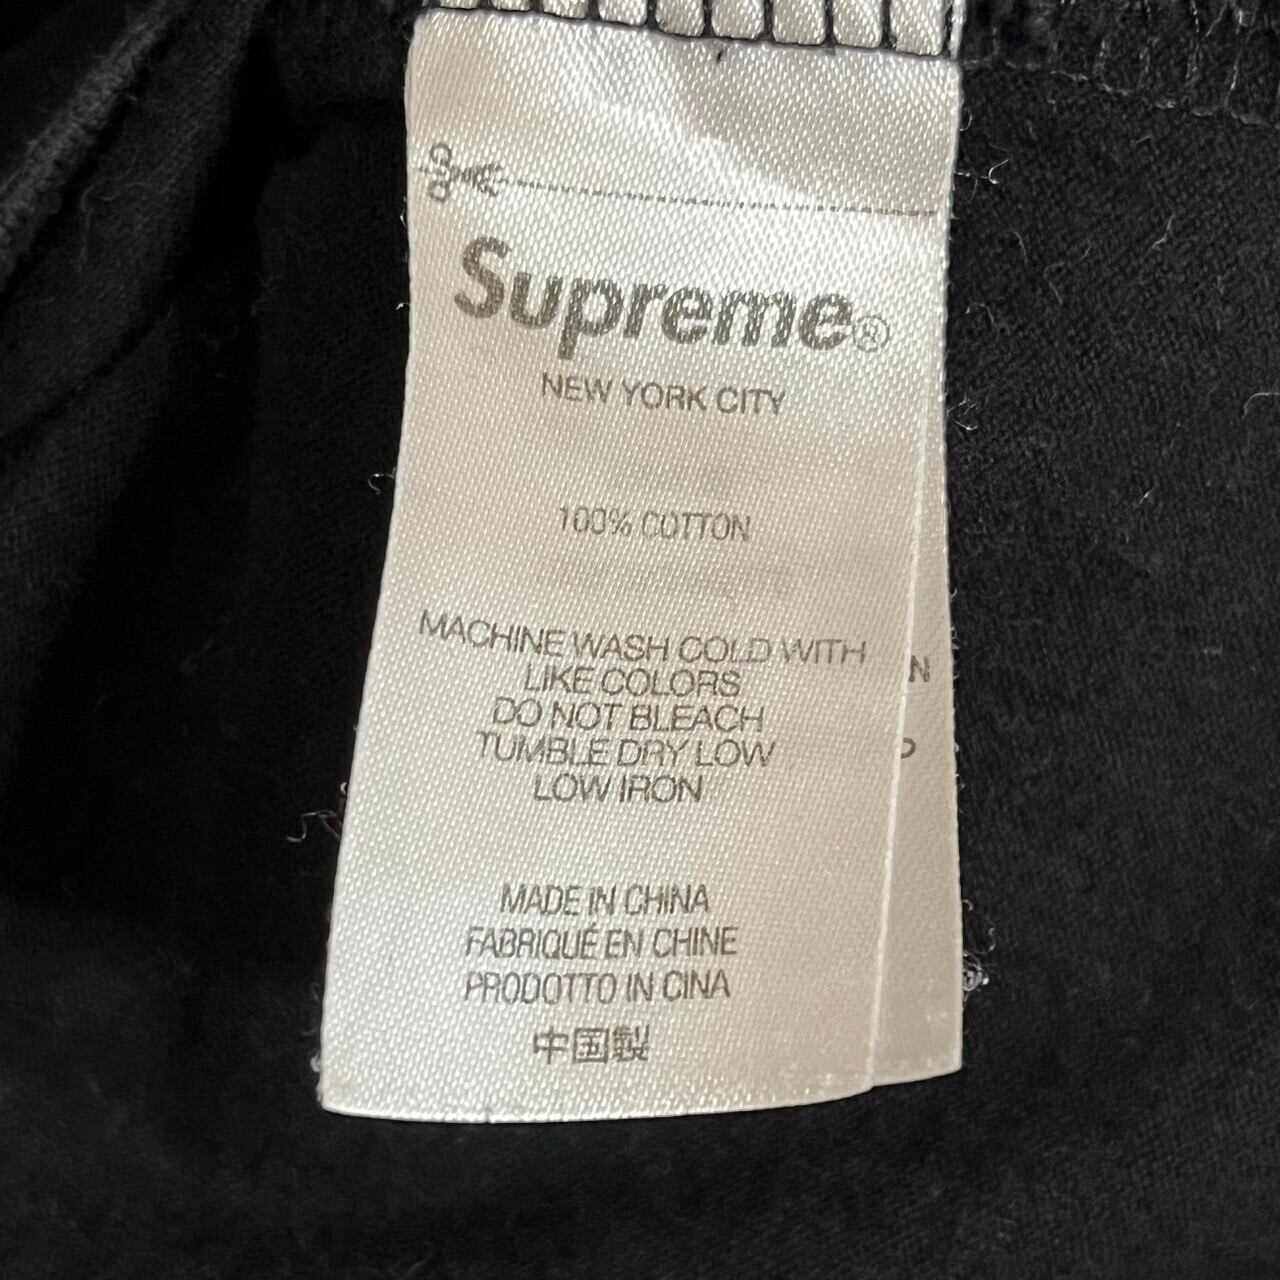 Supreme®
NEW YORK CITY
100% COTTON
MACHINE WASH COLD WITH
LIKE COLORS
DO NOT BLEACH
TUMBLE DRY LOW
LOW IRON
MADE IN CHINA
FABRIQUÉ EN CHINE
PRODOTTO IN CINA
中国製